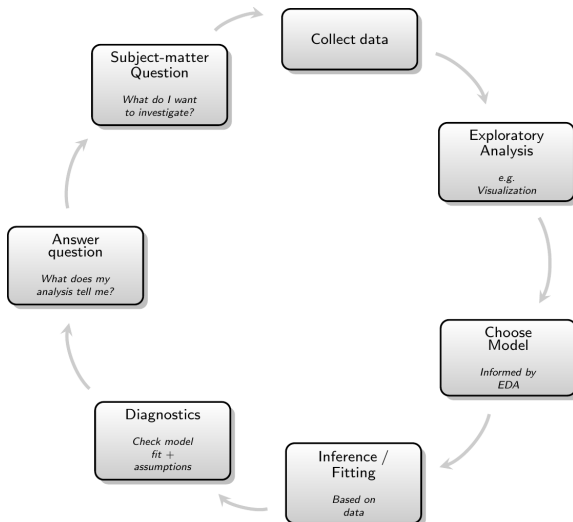 Collect data
Subject-matter
Question
What do I want
to investigate?
Exploratory
Analysis
e.g.
Visualization
Answer
question
What does my
analysis tell me?
Choose
Model
Informed by
EDA
Diagnostics
Check model
fit +
assumptions
Inference /
Fitting
Based on
data